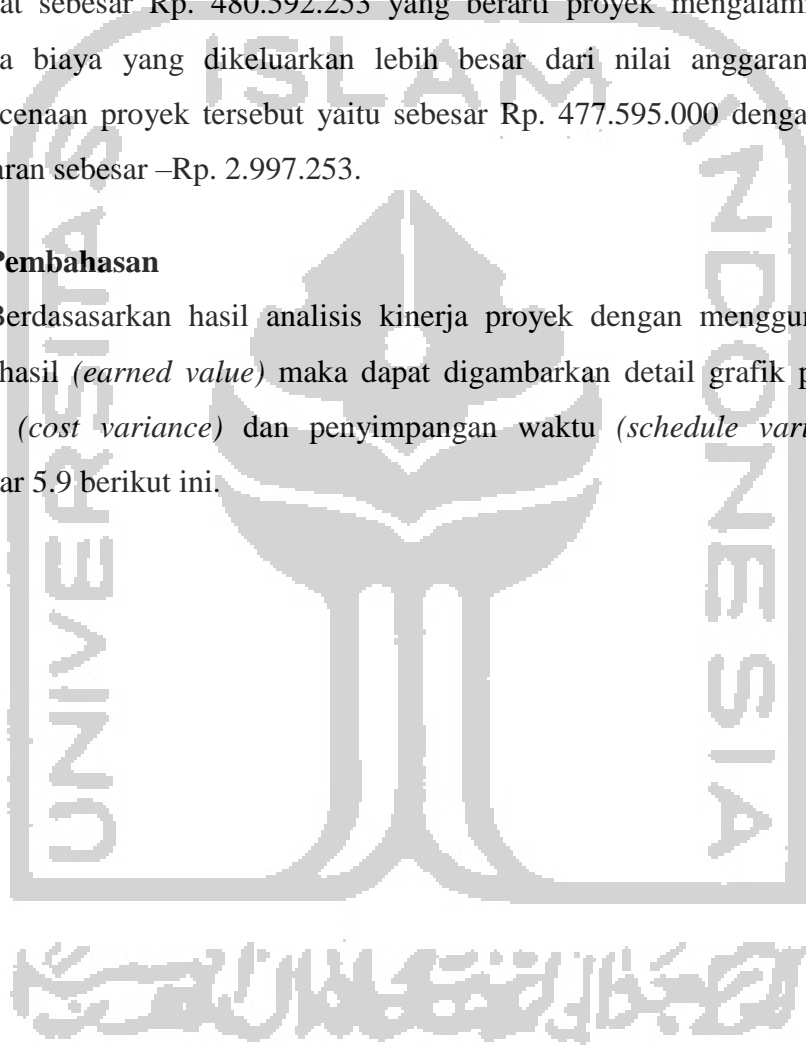 at sebesar Rp. 480.592.253 yang berarti proyek mengalam
a biaya yang dikeluarkan lebih besar dari nilai anggaran
cenaan proyek tersebut yaitu sebesar Rp. 477.595.000 denga
aran sebesar –Rp. 2.997.253.
Pembahasan
Berdasasarkan hasil analisis kinerja proyek dengan menggun
hasil (earned value) maka dapat digambarkan detail grafik p
(cost variance) dan penyimpangan waktu (schedule vari
ar 5.9 berikut ini.
ISLAM
UNIVERSITAS
INDONESIA